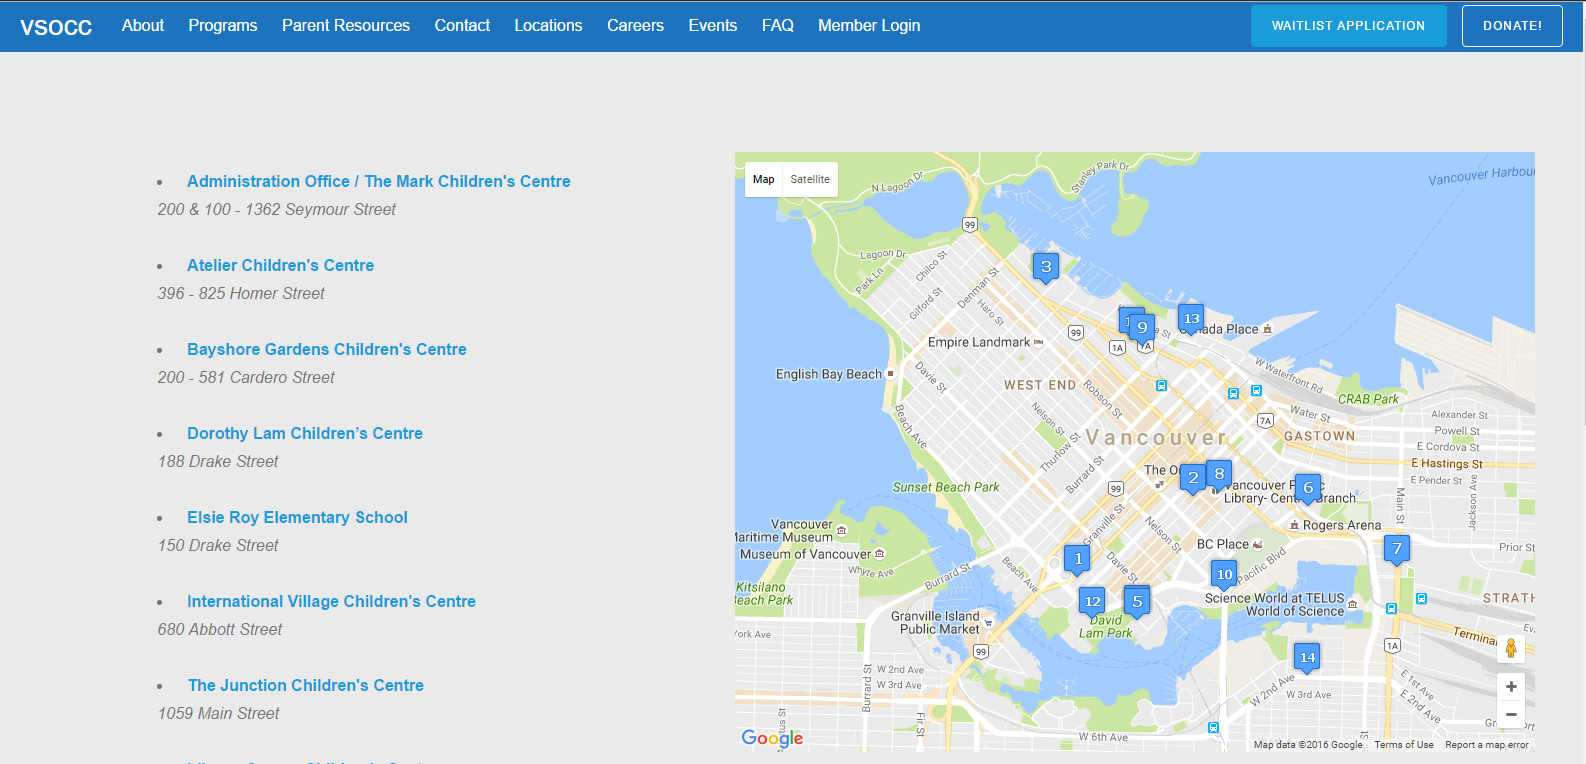 VSOCC About Programs Parent Resources Contact Locations Careers Events FAQ Member Login WAITLIST APPLICATION DONATE!
Administration Office / The Mark Children's Centre
200 & 100 - 1362 Seymour Street
Atelier Children's Centre
396 - 825 Homer Street
Bayshore Gardens Children's Centre
200 - 581 Cardero Street
Dorothy Lam Children’s Centre
188 Drake Street
Elsie Roy Elementary School
150 Drake Street
International Village Children's Centre
680 Abbott Street
The Junction Children's Centre
1059 Main Street
Map Satellite
N Lagoon Dr
Stanley Park Dr
Vancouver Harbour
99
Lagoon Dr
Park Ln
Chilco St
Gilford St
Denman St
Haro St
3
99
1A
9
13
Place
Empire Landmark
English Bay Beach
WEST END
Davie St
Robson St
Beach Ave
Nelson St
W Waterfront Rd
CRAB Park
Water St
7A
GASTOWN
Alexander St
Powell St
E Cordova St
E Hastings St
E Pender St
Vancouver
Thurlow St
Burrard St
Sunset Beach Park
99
The
2
8
6
Library- Branch
Main St
Jackson Ave
Granville St
Nelson St
Rogers Arena
Vancouver
Maritime Museum
Museum of Vancouver
BC Place
Pacific Blvd
7
Prior St
Whyte Ave
Burrard St
Beach Ave
1
Davie St
10
Kitsilano
Beach Park
12
5
David
Lam Park
Science World at TELUS
World of Science
STRATH
Granville Island
Public Market
York Ave
99
Terminal
1A
14
W 2nd Ave
W 3rd Ave
Burrard St
Fir St
W 2nd Ave
W 3rd Ave
E 1st Ave
E 2nd Ave
W 6th Ave
Google
Map data ©2016 Google Terms of Use Report a map error